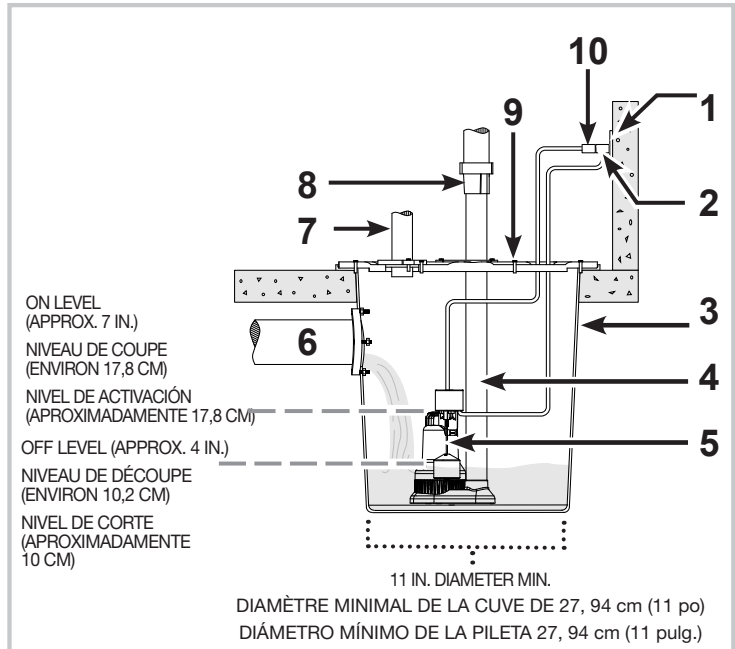 10
1
9
2
8
7
3
6
4
5
ON LEVEL
(APPROX. 7 IN.)
NIVEAU DE COUPE
(ENVIRON 17,8 CM)
NIVEL DE ACTIVACIÓN
(APROXIMADAMENTE 17,8 CM)
OFF LEVEL (APPROX. 4 IN.)
NIVEAU DE DÉCOUPE
(ENVIRON 10,2 CM)
NIVEL DE CORTE
(APROXIMADAMENTE
10 CM)
11 IN. DIAMETER MIN.
DIAMÈTRE MINIMAL DE LA CUVE DE 27, 94 cm (11 po)
DIÁMETRO MÍNIMO DE LA PILETA 27, 94 cm (11 pulg.)